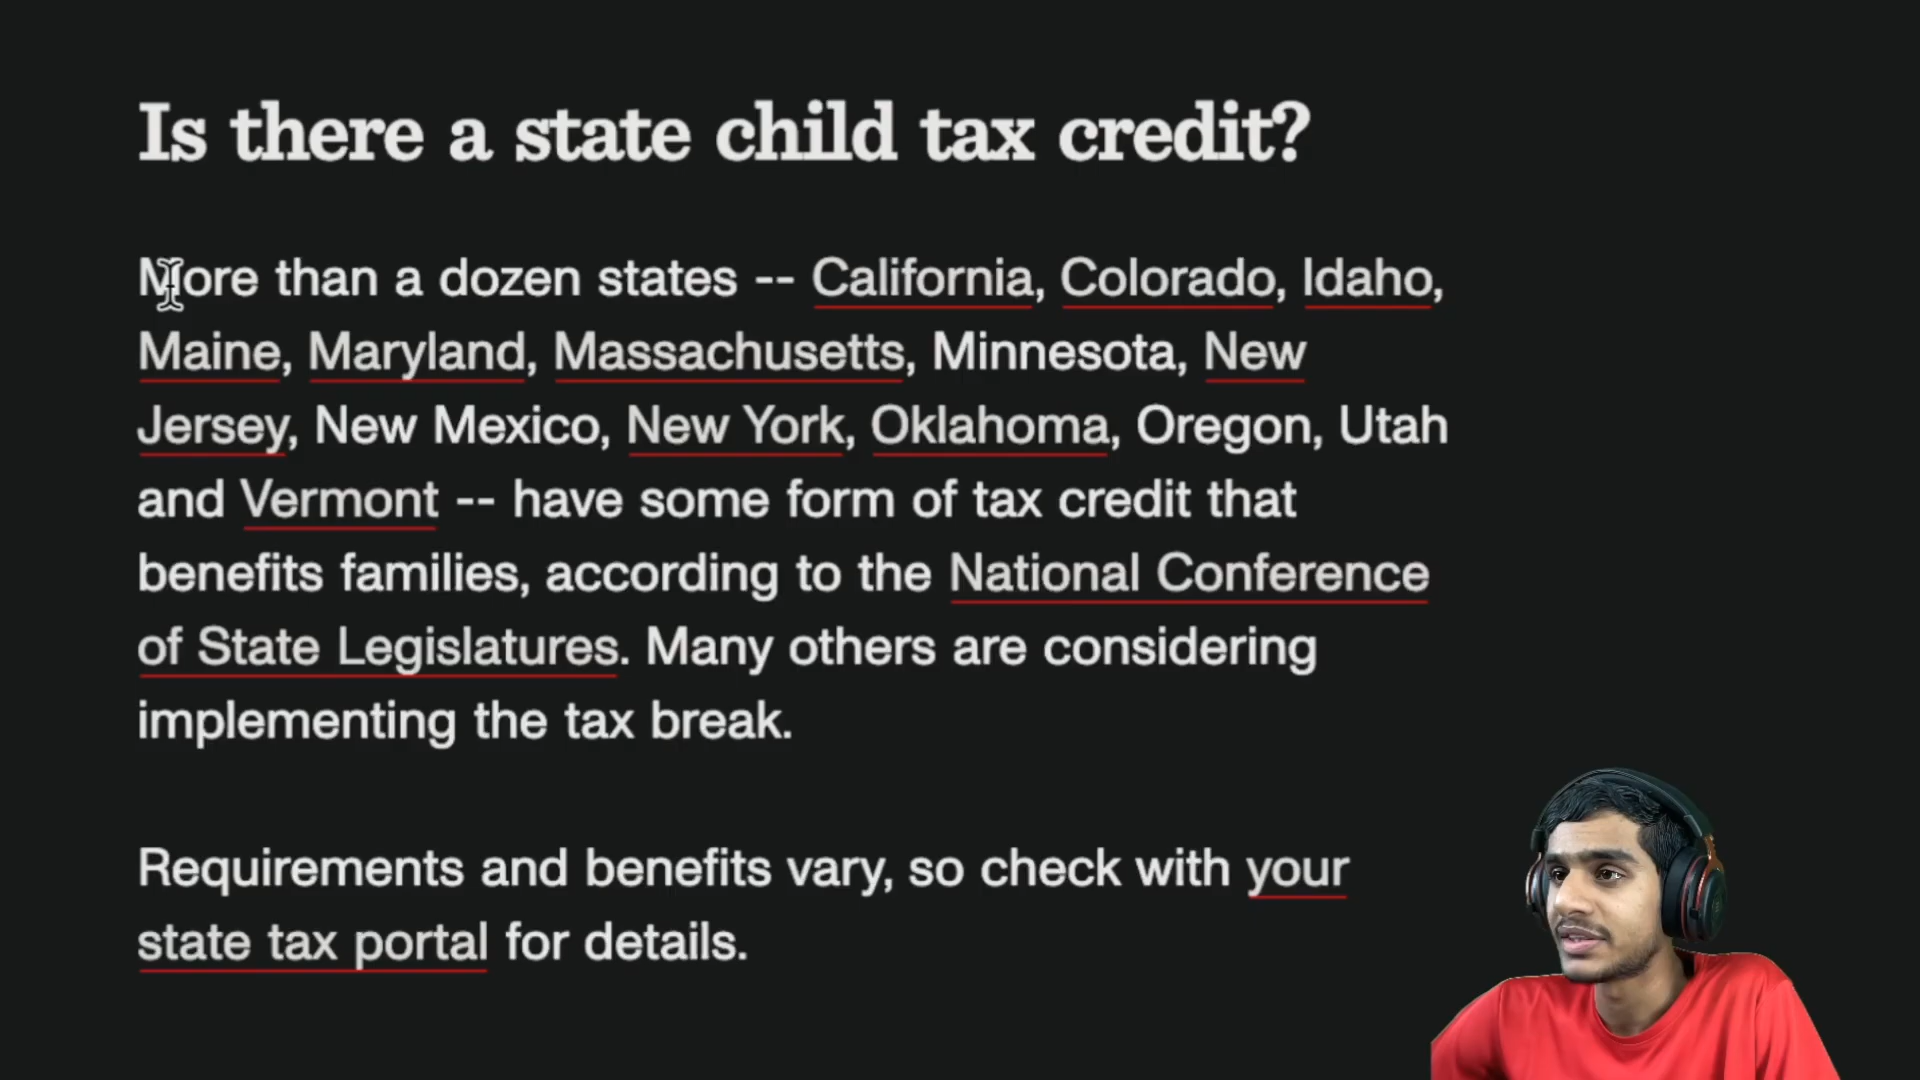 Is there a state child tax credit?
More than a dozen states -- California, Colorado, Idaho,
Maine, Maryland, Massachusetts, Minnesota, New
Jersey, New Mexico, New York, Oklahoma, Oregon, Utah
and Vermont -- have some form of tax credit that
benefits families, according to the National Conference
of State Legislatures. Many others are considering
implementing the tax break.
Requirements and benefits vary, so check with your
state tax portal for details.